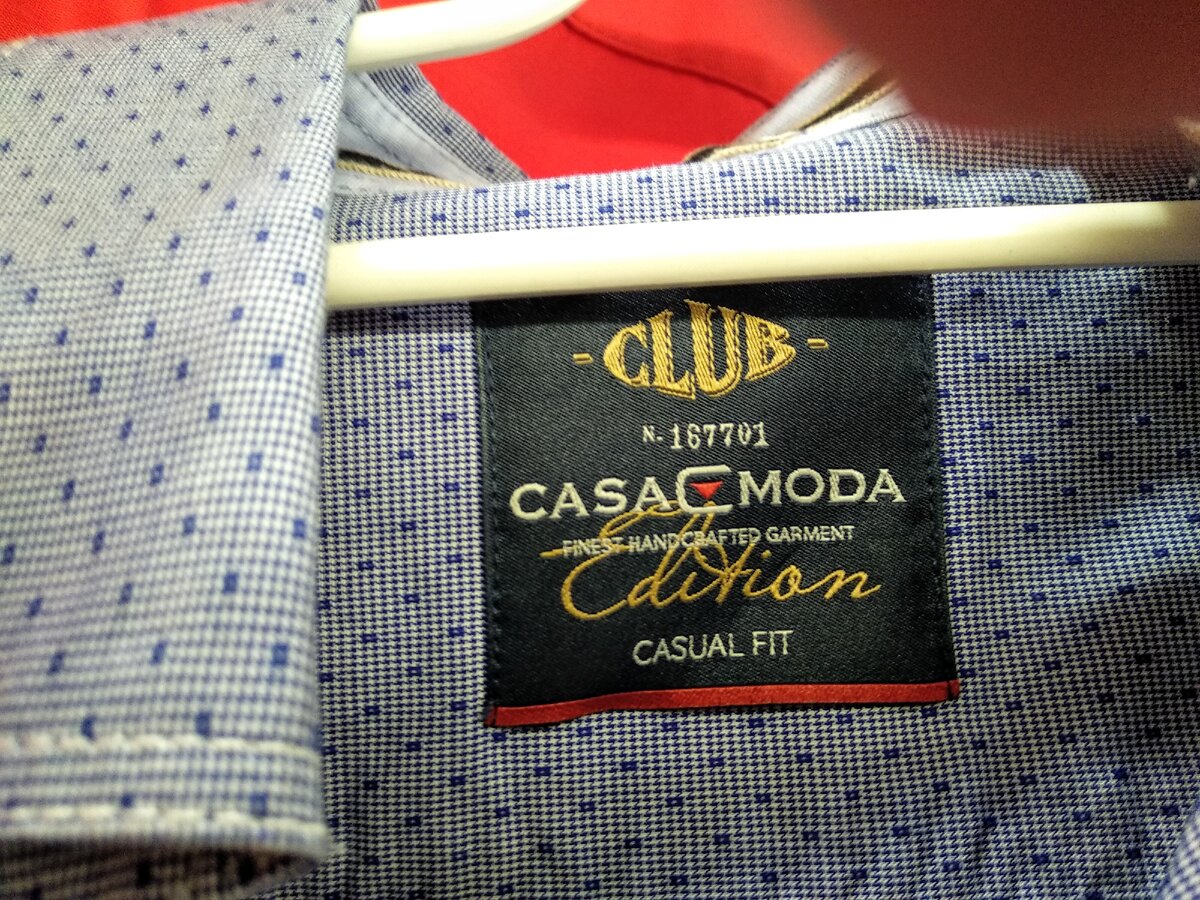 - CLUB -
N. 167701
CASA MODA
FINEST HANDCRAFTED GARMENT
Edition
CASUAL FIT